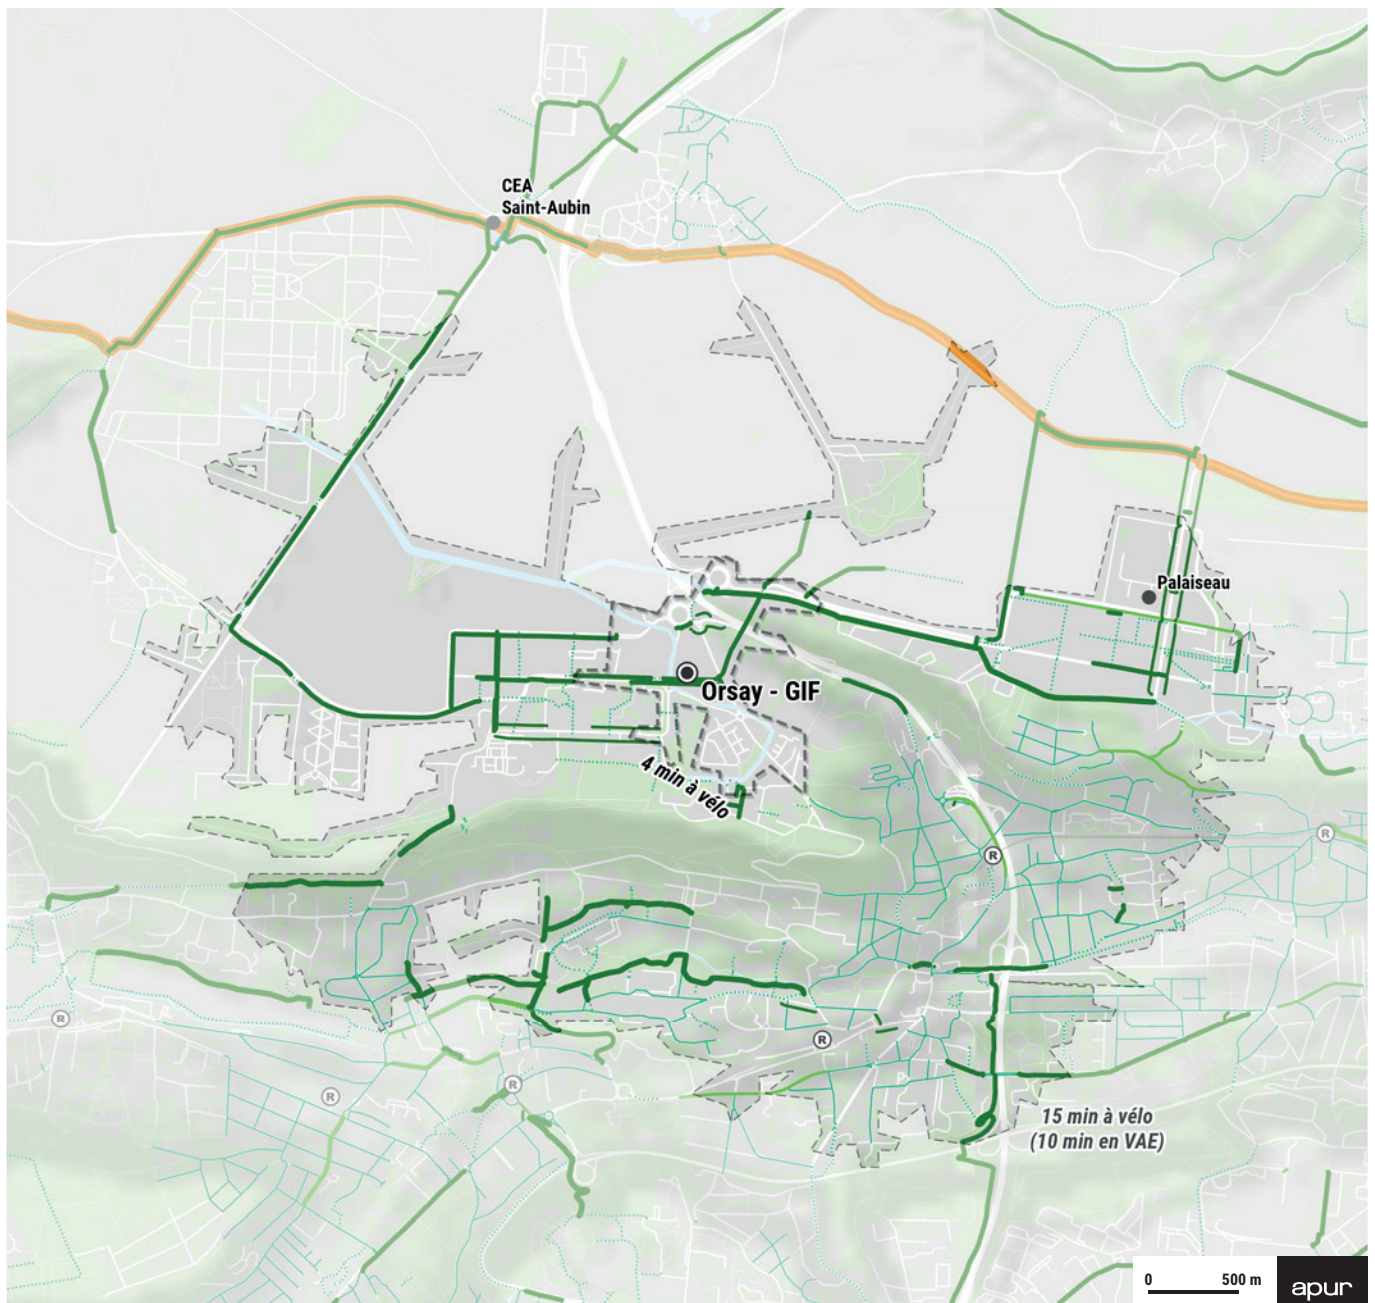 CEA
Saint-Aubin
Palaiseau
Orsay - GIF
4 min à vélo
R
R
R
R
R
R
15 min à vélo
(10 min en VAE)
0 500 m
apur